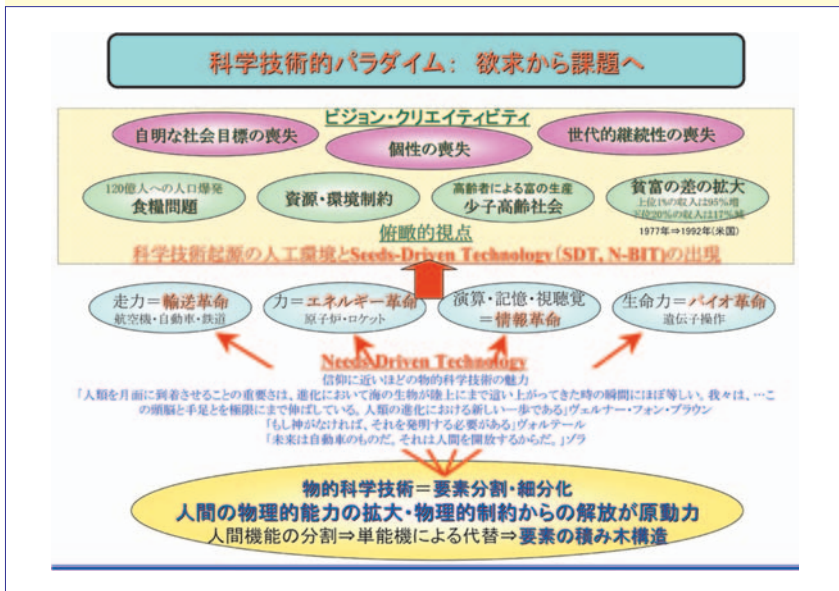 科学技術的パラダイム： 欲求から課題へ
ビジョン・クリエイティビティ
自明な社会目標の喪失
個性の喪失
世代的継続性の喪失
120億人への人口爆発
食糧問題
資源・環境制約
高齢者による富の生産
少子高齢社会
貧富の差の拡大
上位1%の収入は95%増
下位20%の収入は17%減
1977年⇒1992年(米国)
俯瞰的視点
科学技術起源の人工環境とSeeds-Driven Technology(SDT, N-BIT)の出現
走力＝輸送革命
航空機・自動車・鉄道
力＝エネルギー革命
原子炉・ロケット
演算・記憶・視聴覚
＝情報革命
生命力＝バイオ革命
遺伝子操作
Needs-Driven Technology
信仰に近いほどの物的科学技術の魅力
「人類を月面に到着させることの重要さは、進化において海の生物が陸上にまで這い上がってきた時の瞬間にほぼ等しい。我々は、…こ
の頭脳と手足とを極限にまで伸ばしている。人類の進化における新しい一歩である」ヴェルナー・フォン・ブラウン
「もし神がなければ、それを発明する必要がある」ヴォルテール
「未来は自動車のものだ。それは人間を開放するからだ。」ゾラ
物的科学技術＝要素分割・細分化
人間の物理的能力の拡大・物理的制約からの解放が原動力
人間機能の分割⇒単能機による代替⇒要素の積み木構造